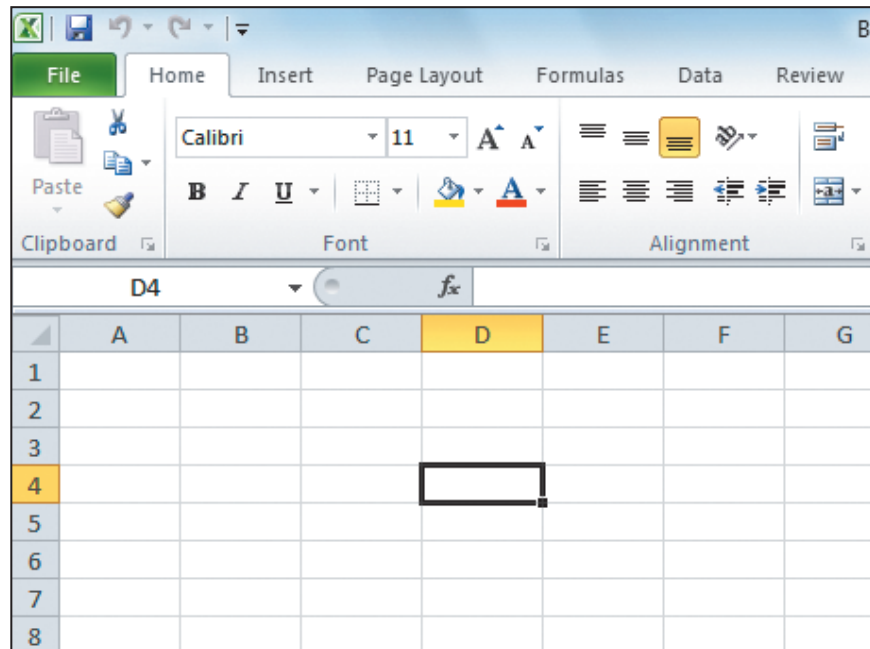 B
File Home Insert Page Layout Formulas Data Review
Calibri 11 A A
Paste B I U A a
Clipboard Font Alignment
D4 fx
A B C D E F G
1
2
3
4
5
6
7
8